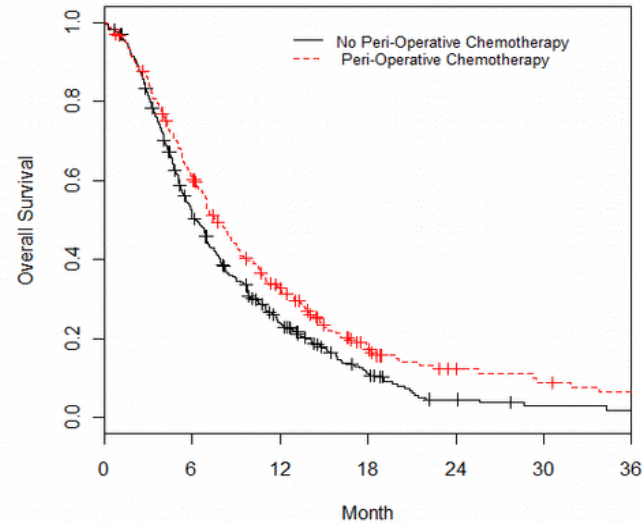 No Peri-Operative Chemotherapy
Peri-Operative Chemotherapy
Overall Survival
1.0
0.8
0.6
0.4
0.2
0.0
0 6 12 18 24 30 36
Month